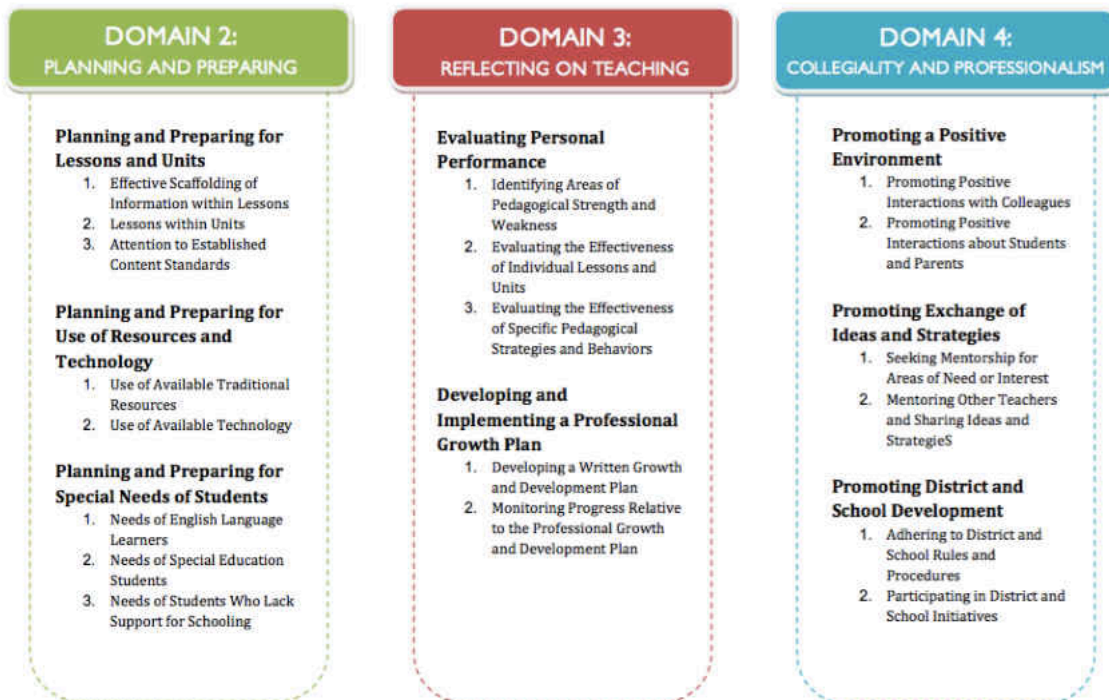 DOMAIN 2:
PLANNING AND PREPARING
Planning and Preparing for
Lessons and Units
1. Effective Scaffolding of
Information within Lessons
2. Lessons within Units
3. Attention to Established
Content Standards
Planning and Preparing for
Use of Resources and
Technology
1. Use of Available Traditional
Resources
2. Use of Available Technology
Planning and Preparing for
Special Needs of Students
1. Needs of English Language
Learners
2. Needs of Special Education
Students
3. Needs of Students Who Lack
Support for Schooling
DOMAIN 3:
REFLECTING ON TEACHING
Evaluating Personal
Performance
1. Identifying Areas of
Pedagogical Strength and
Weakness
2. Evaluating the Effectiveness
of Individual Lessons and
Units
3. Evaluating the Effectiveness
of Specific Pedagogical
Strategies and Behaviors
Developing and
Implementing a Professional
Growth Plan
1. Developing a Written Growth
and Development Plan
2. Monitoring Progress Relative
to the Professional Growth
and Development Plan
DOMAIN 4:
COLLEGIALITY AND PROFESSIONALISM
Promoting a Positive
Environment
1. Promoting Positive
Interactions with Colleagues
2. Promoting Positive
Interactions about Students
and Parents
Promoting Exchange of
Ideas and Strategies
1. Seeking Mentorship for
Areas of Need or Interest
2. Mentoring Other Teachers
and Sharing Ideas and
StrategieS
Promoting District and
School Development
1. Adhering to District and
School Rules and
Procedures
2. Participating in District and
School Initiatives